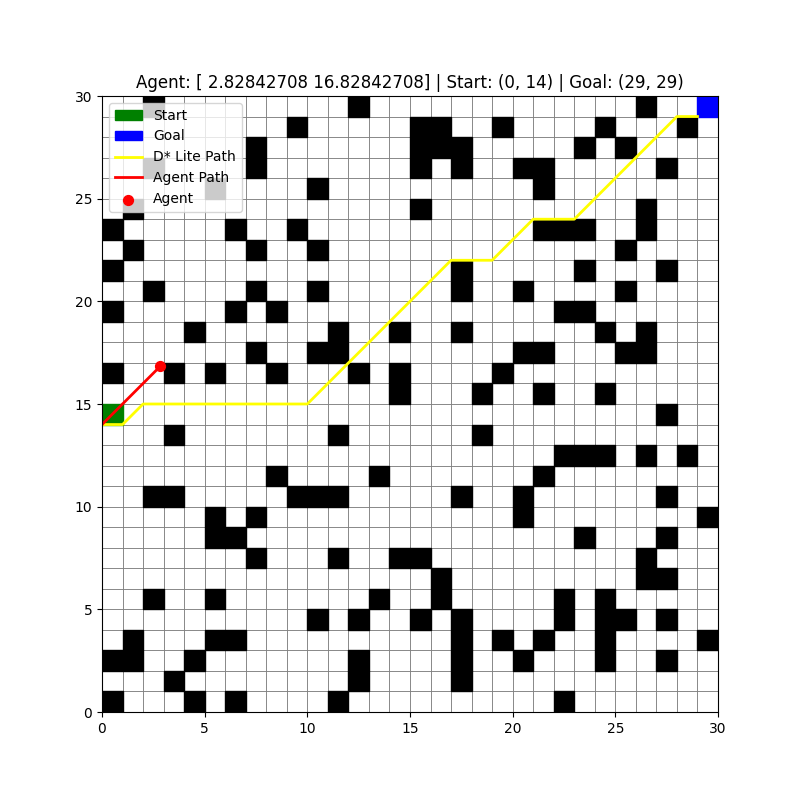 Agent: [ 2.82842708 16.82842708] | Start: (0, 14) | Goal: (29, 29)
30
25
20
15
10
5
0
Start
Goal
D* Lite Path
Agent Path
Agent
0 5 10 15 20 25 30